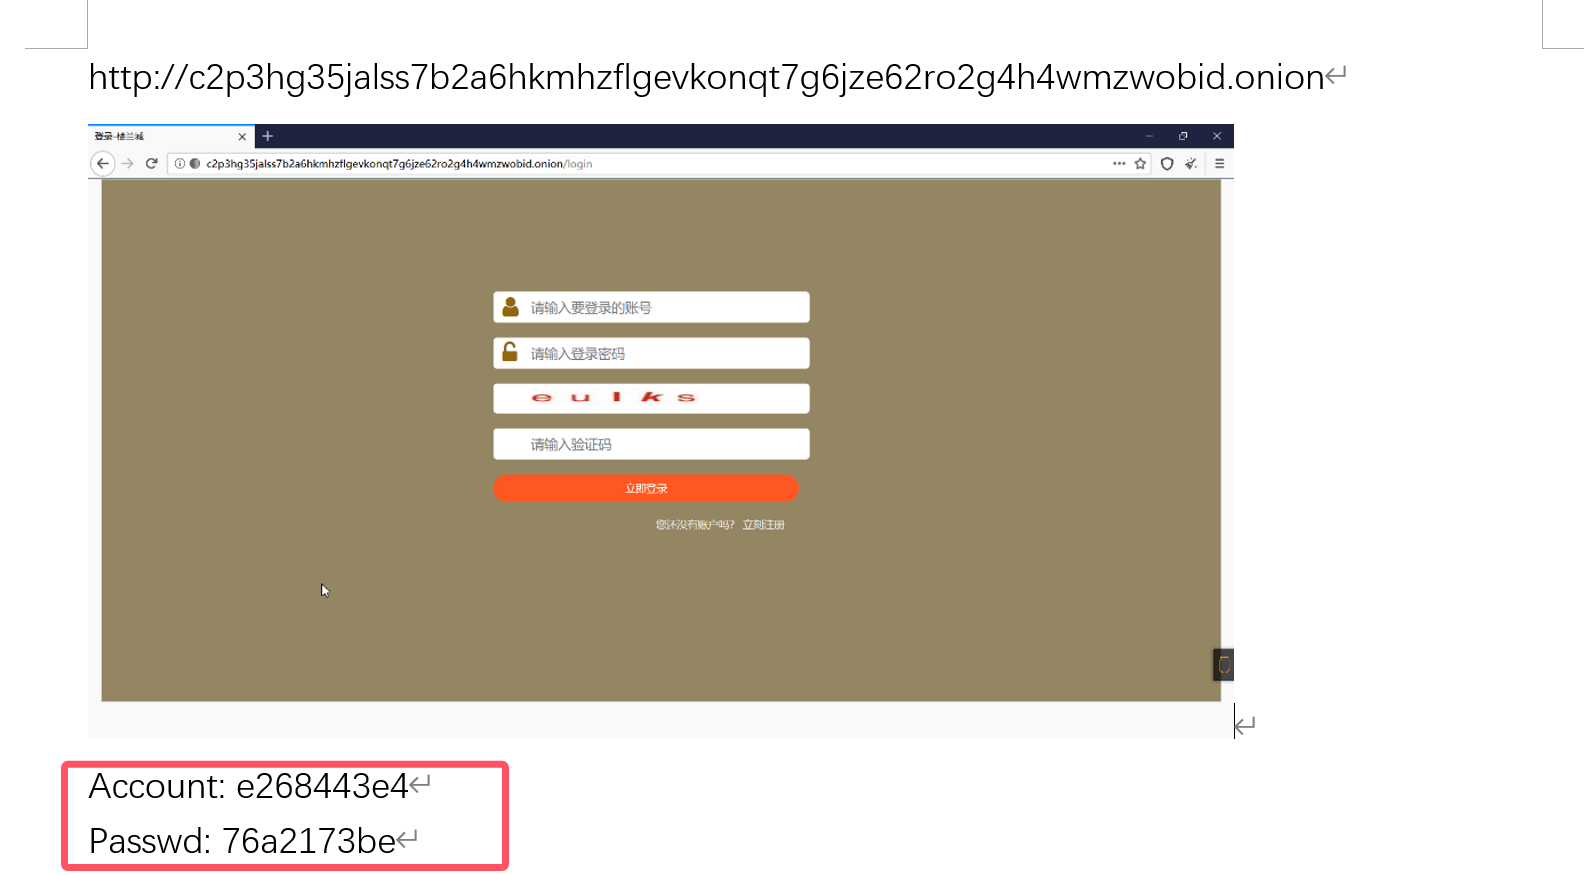 http://c2p3hg35jalss7b2a6hkmhzflgevkonqt7g6jze62ro2g4h4wmzwobid.onion
登录-楼兰城
c2p3hg35jalss7b2a6hkmhzflgevkonqt7g6jze62ro2g4h4wmzwobid.onion/login
请输入要登录的账号
请输入登录密码
e u l k s
请输入验证码
立即登录
您还没有账户吗? 立刻注册
Account: e268443e4
Passwd: 76a2173be